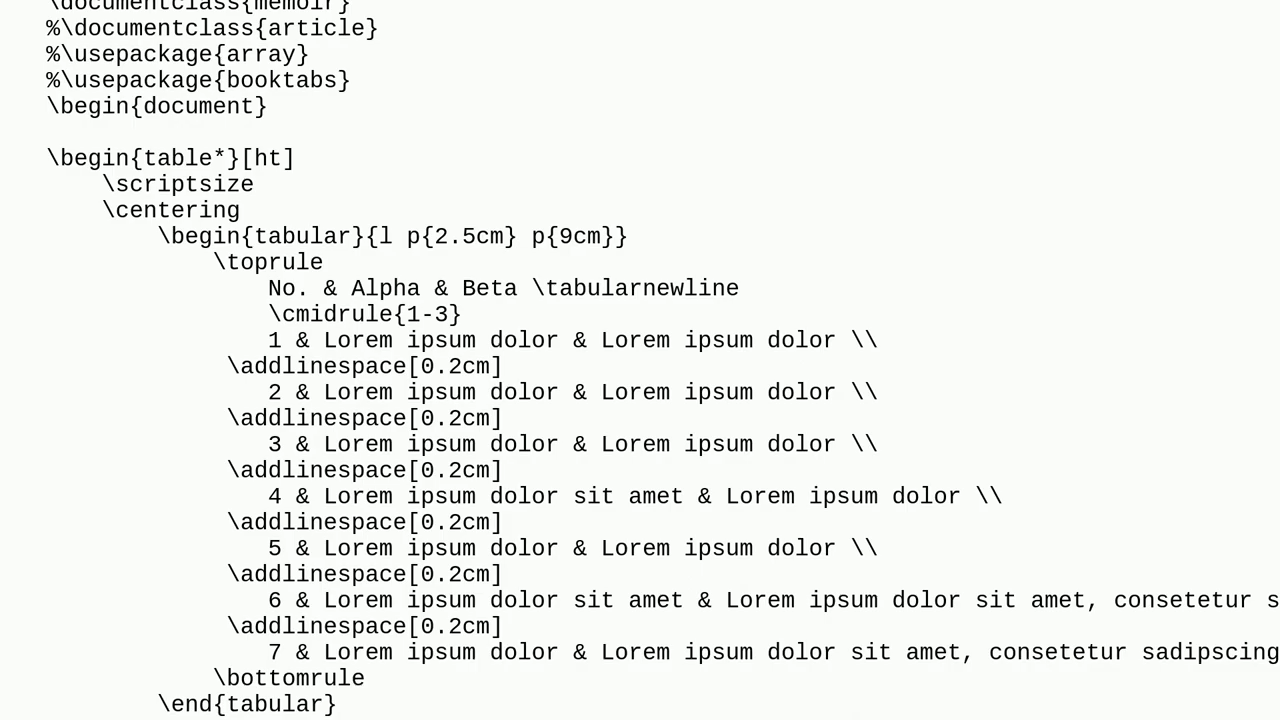 \documentclass{memoir}
%\documentclass{article}
%\usepackage{array}
%\usepackage{booktabs}
\begin{document}

\begin{table*}[ht]
    \scriptsize
    \centering
        \begin{tabular}{l p{2.5cm} p{9cm}}
            \toprule
                No. & Alpha & Beta \tabularnewline
                \cmidrule{1-3}
                1 & Lorem ipsum dolor & Lorem ipsum dolor \\
             \addlinespace[0.2cm]
                2 & Lorem ipsum dolor & Lorem ipsum dolor \\
             \addlinespace[0.2cm]
                3 & Lorem ipsum dolor & Lorem ipsum dolor \\
             \addlinespace[0.2cm]
                4 & Lorem ipsum dolor sit amet & Lorem ipsum dolor \\
             \addlinespace[0.2cm]
                5 & Lorem ipsum dolor & Lorem ipsum dolor \\
             \addlinespace[0.2cm]
                6 & Lorem ipsum dolor sit amet & Lorem ipsum dolor sit amet, consetetur s
             \addlinespace[0.2cm]
                7 & Lorem ipsum dolor & Lorem ipsum dolor sit amet, consetetur sadipscing
            \bottomrule
        \end{tabular}